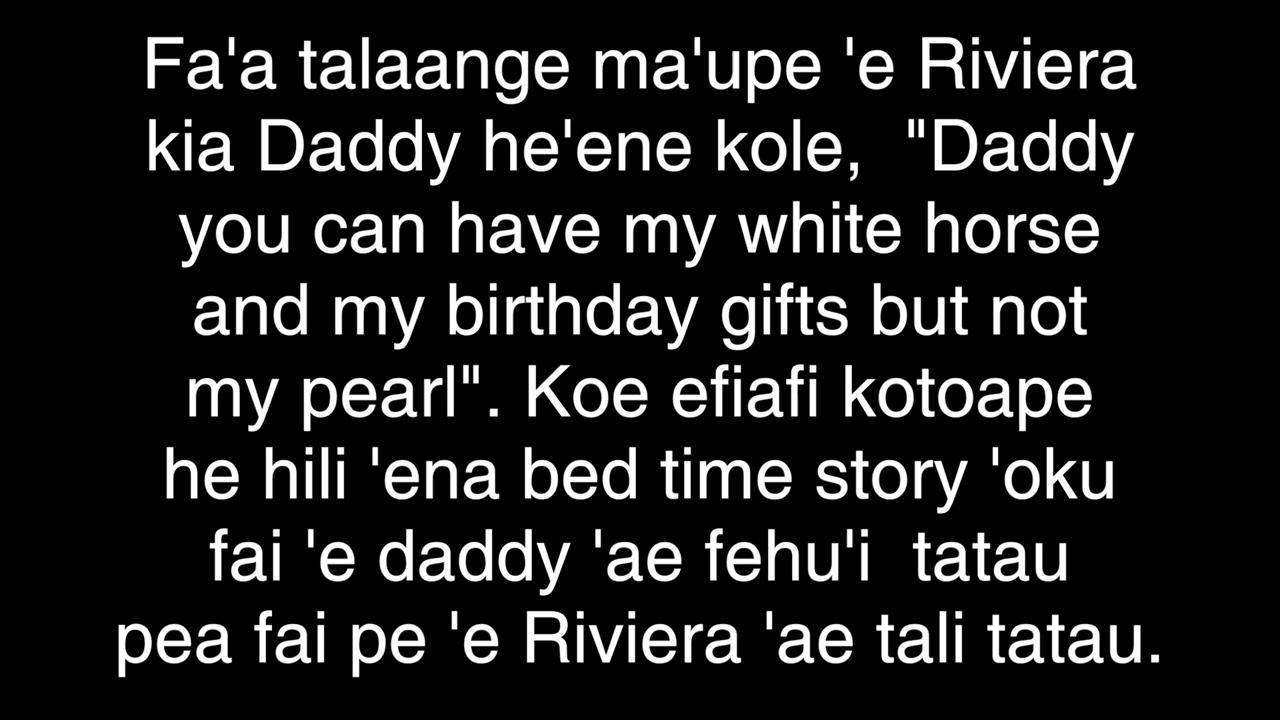 Fa'a talaange ma'upe 'e Riviera
kia Daddy he'ene kole,  "Daddy
you can have my white horse
and my birthday gifts but not
my pearl". Koe efiafi kotoape
he hili 'ena bed time story 'oku
fai 'e daddy 'ae fehu'i  tatau
pea fai pe 'e Riviera 'ae tali tatau.